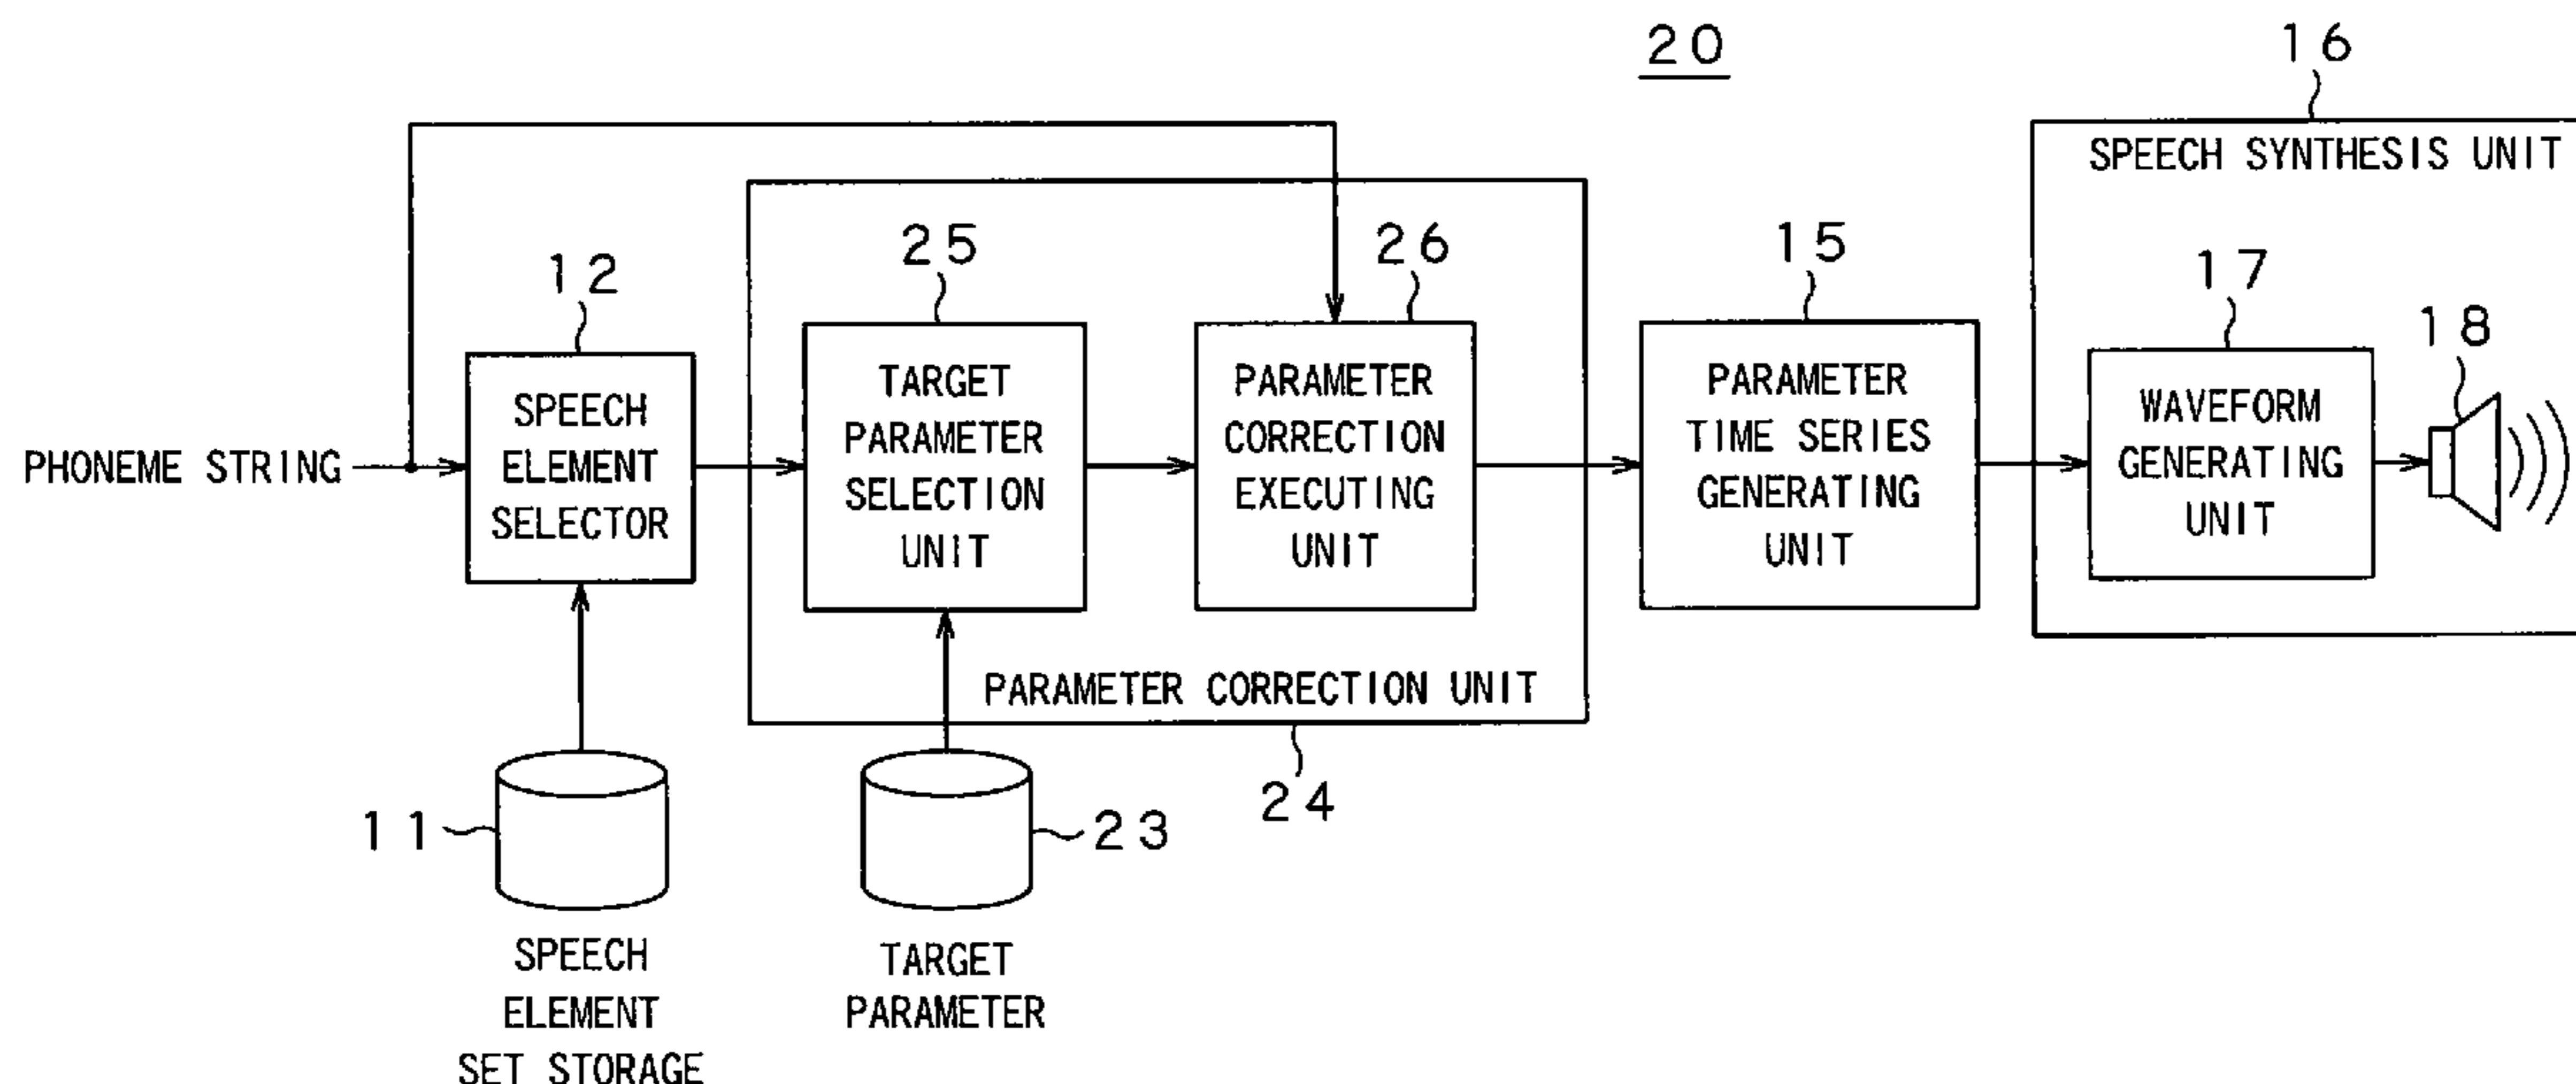 20
16
SPEECH SYNTHESIS UNIT
25
26
15
17
12
18
TARGET
PARAMETER
SELECTION
UNIT
PARAMETER
CORRECTION
EXECUTING
UNIT
PARAMETER
TIME SERIES
GENERATING
UNIT
WAVEFORM
GENERATING
UNIT
SPEECH
ELEMENT
SELECTOR
PHONEME STRING
PARAMETER CORRECTION UNIT
24
11
23
SPEECH
ELEMENT
SET STORAGE
TARGET
PARAMETER